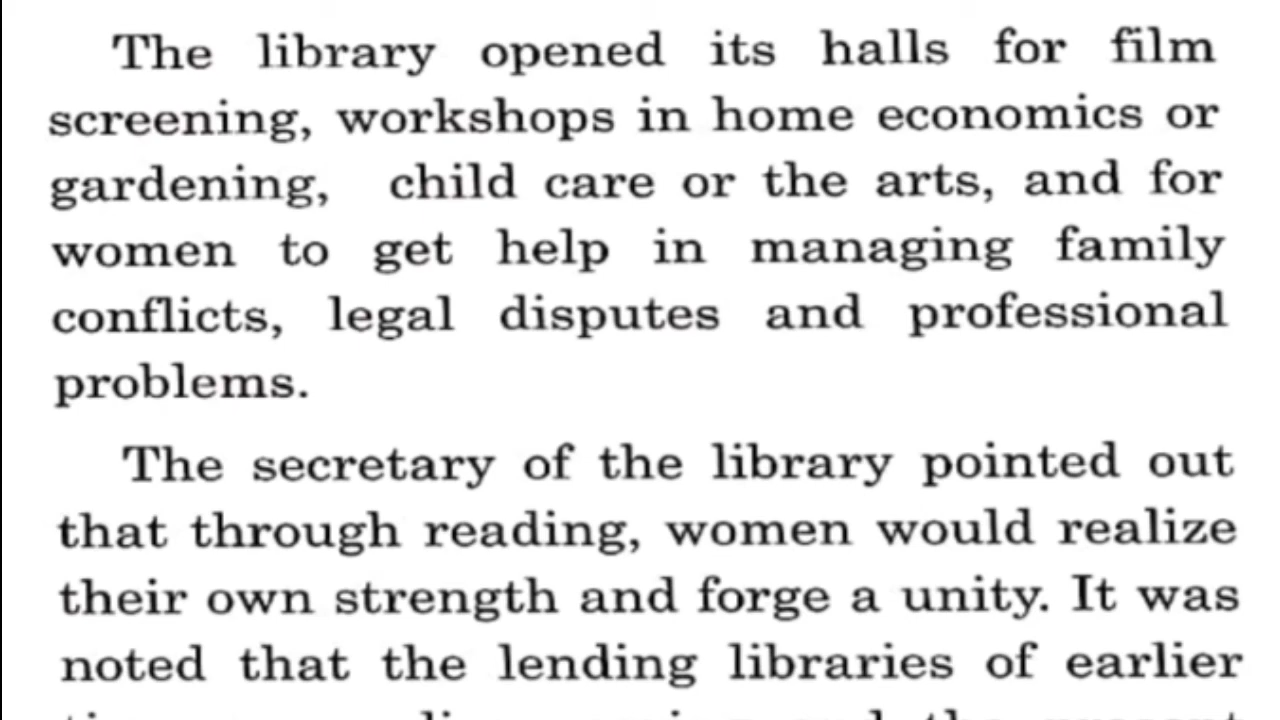 The library opened its halls for film
screening, workshops in home economics or
gardening, child care or the arts, and for
women to get help in managing family
conflicts, legal disputes and professional
problems.
The secretary of the library pointed out
that through reading, women would realize
their own strength and forge a unity. It was
noted that the lending libraries of earlier